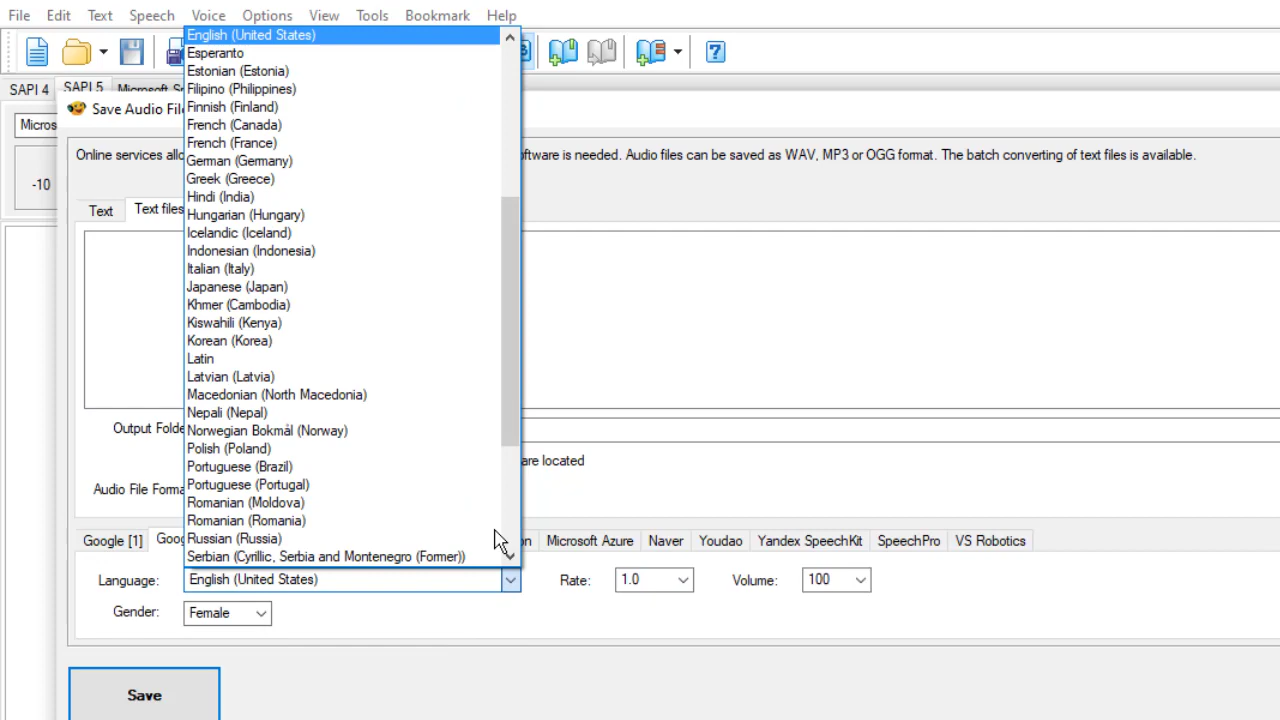 File Edit Text Speech Voice Options View Tools Bookmark Help
SAPI 4 SAPI 5 Microsoft
Save Audio File
Micros
Online services
software is needed. Audio files can be saved as WAV, MP3 or OGG format. The batch converting of text files is available.
-10
Text Text files
English (United States)
Esperanto
Estonian (Estonia)
Filipino (Philippines)
Finnish (Finland)
French (Canada)
French (France)
German (Germany)
Greek (Greece)
Hindi (India)
Hungarian (Hungary)
Icelandic (Iceland)
Indonesian (Indonesia)
Italian (Italy)
Japanese (Japan)
Khmer (Cambodia)
Kiswahili (Kenya)
Korean (Korea)
Latin
Latvian (Latvia)
Macedonian (North Macedonia)
Nepali (Nepal)
Norwegian Bokmål (Norway)
Polish (Poland)
Portuguese (Brazil)
Portuguese (Portugal)
Romanian (Moldova)
Romanian (Romania)
Russian (Russia)
Serbian (Cyrillic, Serbia and Montenegro (Former))
Output Folde
are located
Audio File Forma
Google [1] Goog on Microsoft Azure Naver Youdao Yandex SpeechKit SpeechPro VS Robotics
Language: English (United States) Rate: 1.0 Volume: 100
Gender: Female
Save